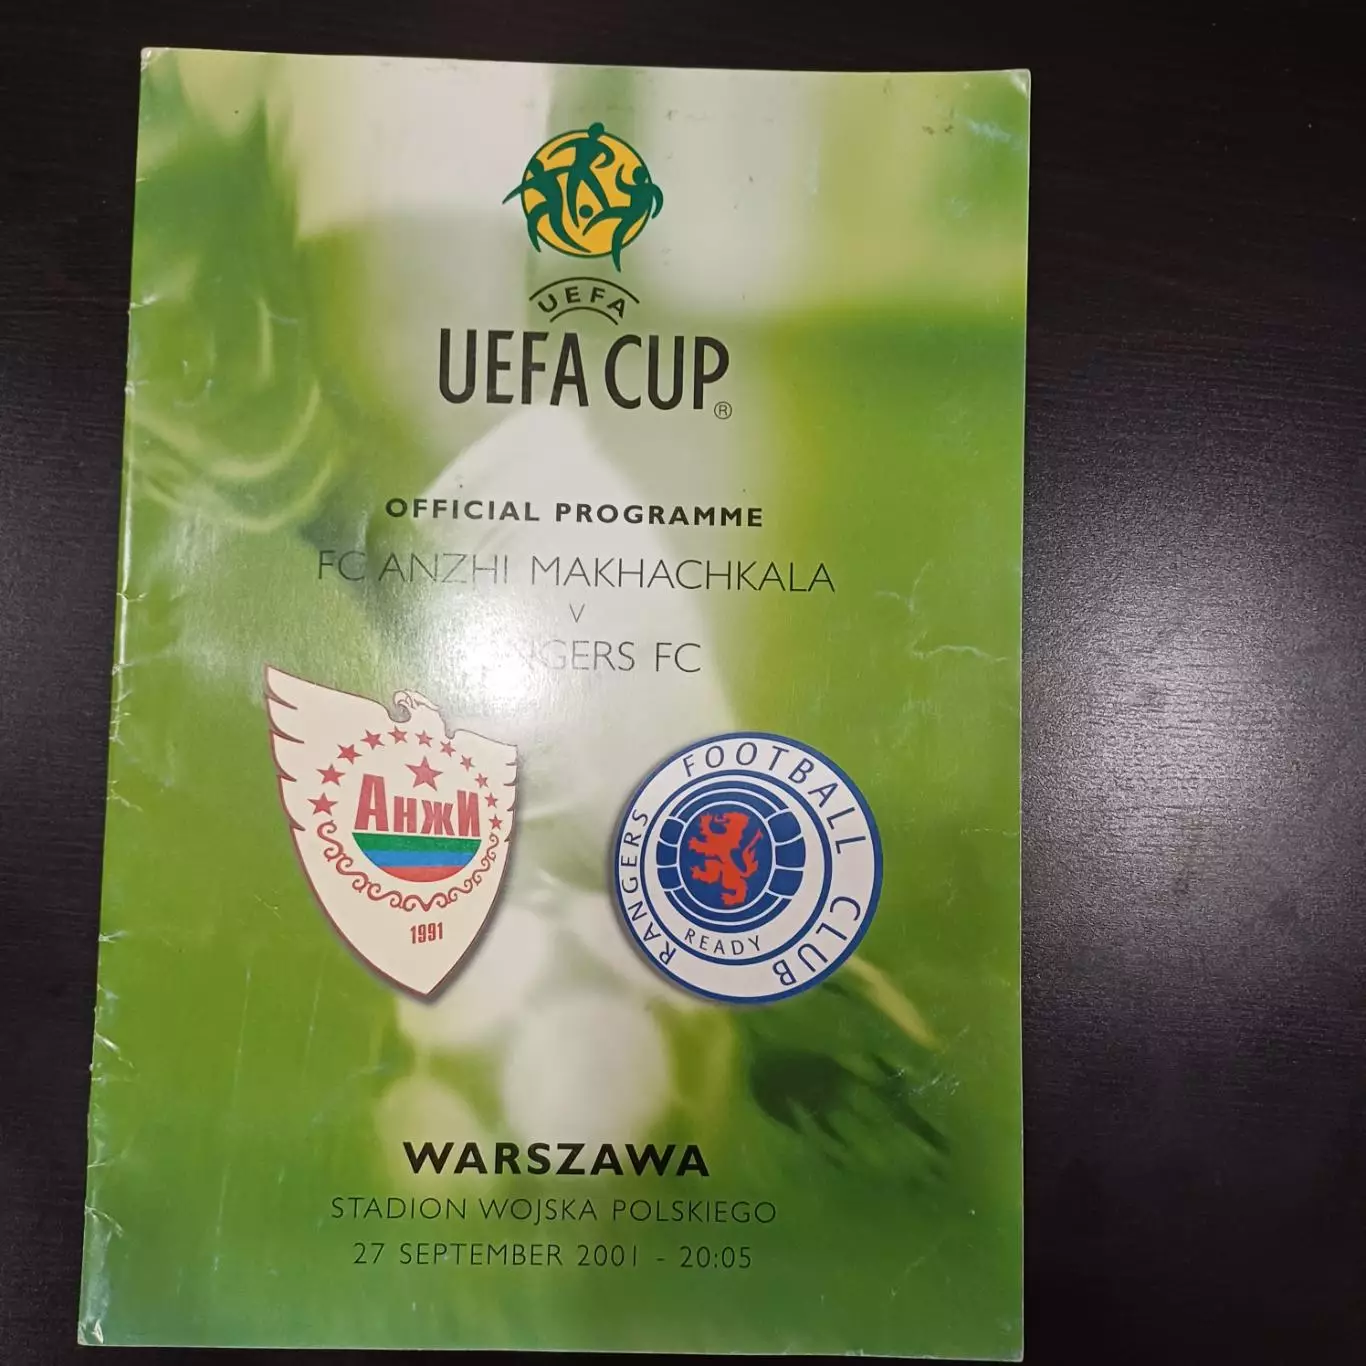 UEFA
UEFA CUP®
OFFICIAL PROGRAMME
FC ANZHI MAKHACHKALA
V
FC
АнжИ
1991
RANGERS FOOTBALL CLUB
READY
WARSZAWA
STADION WOJSKA POLSKIEGO
27 SEPTEMBER 2001 - 20:05